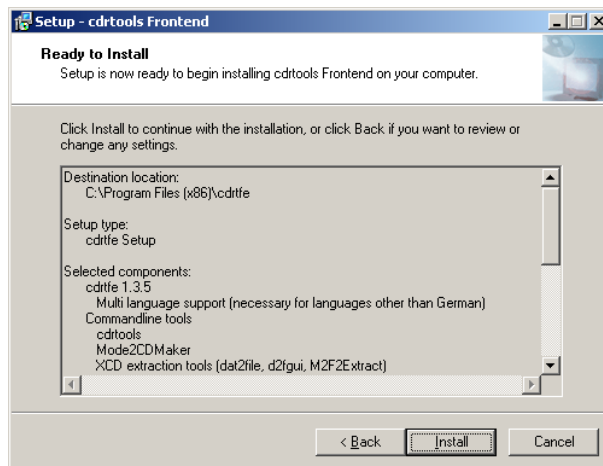 Setup - cdrtools Frontend
Ready to Install
Setup is now ready to begin installing cdrtools Frontend on your computer.
Click Install to continue with the installation, or click Back if you want to review or
change any settings.
Destination location:
C:\Program Files (x86)\cdrtfe
Setup type:
cdrtfe Setup
Selected components:
cdrtfe 1.3.5
Multi language support (necessary for languages other than German)
Commandline tools
cdrtools
Mode2CDMaker
XCD extraction tools (dat2file, d2fgui, M2F2Extract)
< Back
Install
Cancel